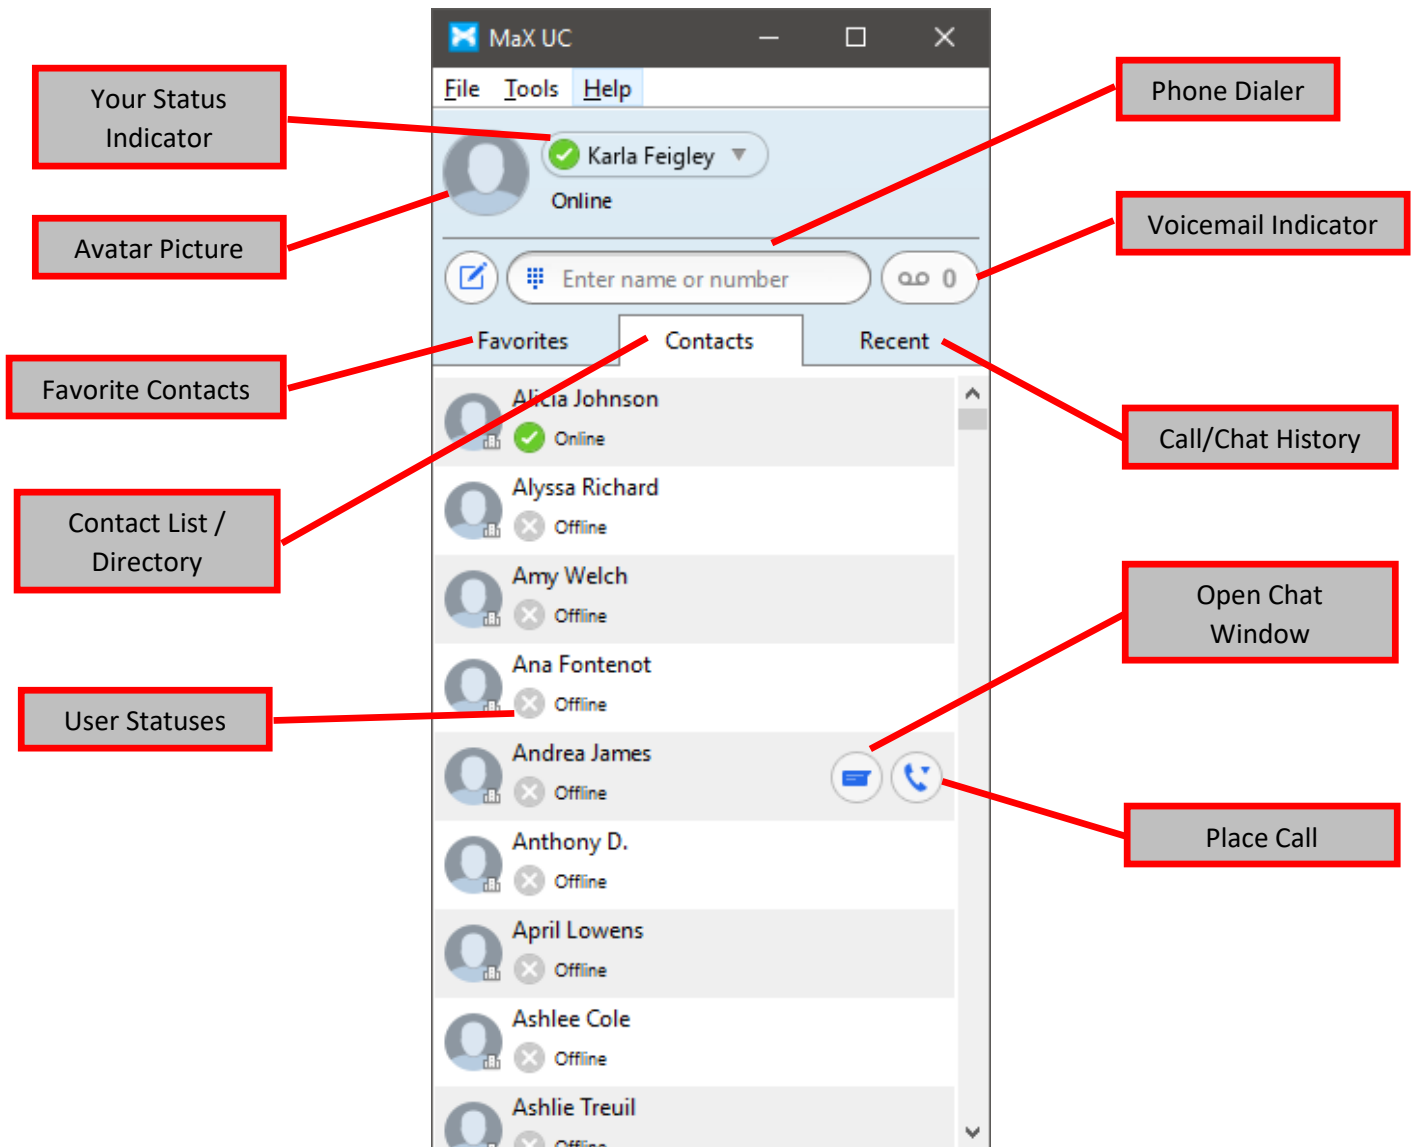 MaX UC
File Tools Help
Your Status
Indicator
Phone Dialer
Karla Feigley
Online
Avatar Picture
Voicemail Indicator
Enter name or number
0
Favorites
Contacts
Recent
Favorite Contacts
Call/Chat History
Contact List /
Directory
Alicia Johnson
Online
Alyssa Richard
Offline
Amy Welch
Offline
Open Chat
Window
Ana Fontenot
Offline
User Statuses
Andrea James
Offline
Place Call
Anthony D.
Offline
April Lowens
Offline
Ashlee Cole
Offline
Ashlie Treuil
Offline